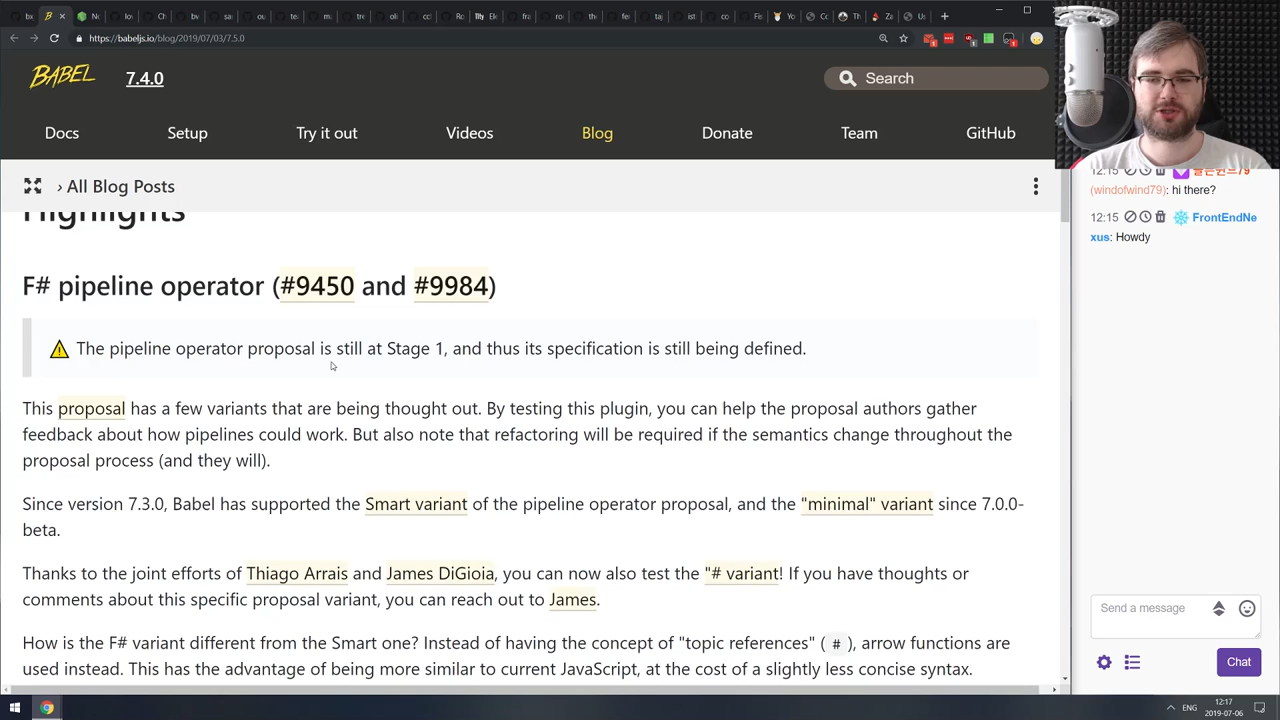 https://babeljs.io/blog/2019/07/03/7.5.0
BABEL
7.4.0
Search
Docs
Setup
Try it out
Videos
Blog
Donate
Team
GitHub
› All Blog Posts
Highlights
F# pipeline operator (#9450 and #9984)
The pipeline operator proposal is still at Stage 1, and thus its specification is still being defined.
This proposal has a few variants that are being thought out. By testing this plugin, you can help the proposal authors gather
feedback about how pipelines could work. But also note that refactoring will be required if the semantics change throughout the
proposal process (and they will).
Since version 7.3.0, Babel has supported the Smart variant of the pipeline operator proposal, and the "minimal" variant since 7.0.0-
beta.
Thanks to the joint efforts of Thiago Arrais and James DiGioia, you can now also test the "# variant! If you have thoughts or
comments about this specific proposal variant, you can reach out to James.
How is the F# variant different from the Smart one? Instead of having the concept of "topic references" ( # ), arrow functions are
used instead. This has the advantage of being more similar to current JavaScript, at the cost of a slightly less concise syntax.
12:15
(windofwind79): hi there?
12:15 FrontEndNe
xus: Howdy
Send a message
Chat
ENG
12:17
2019-07-06